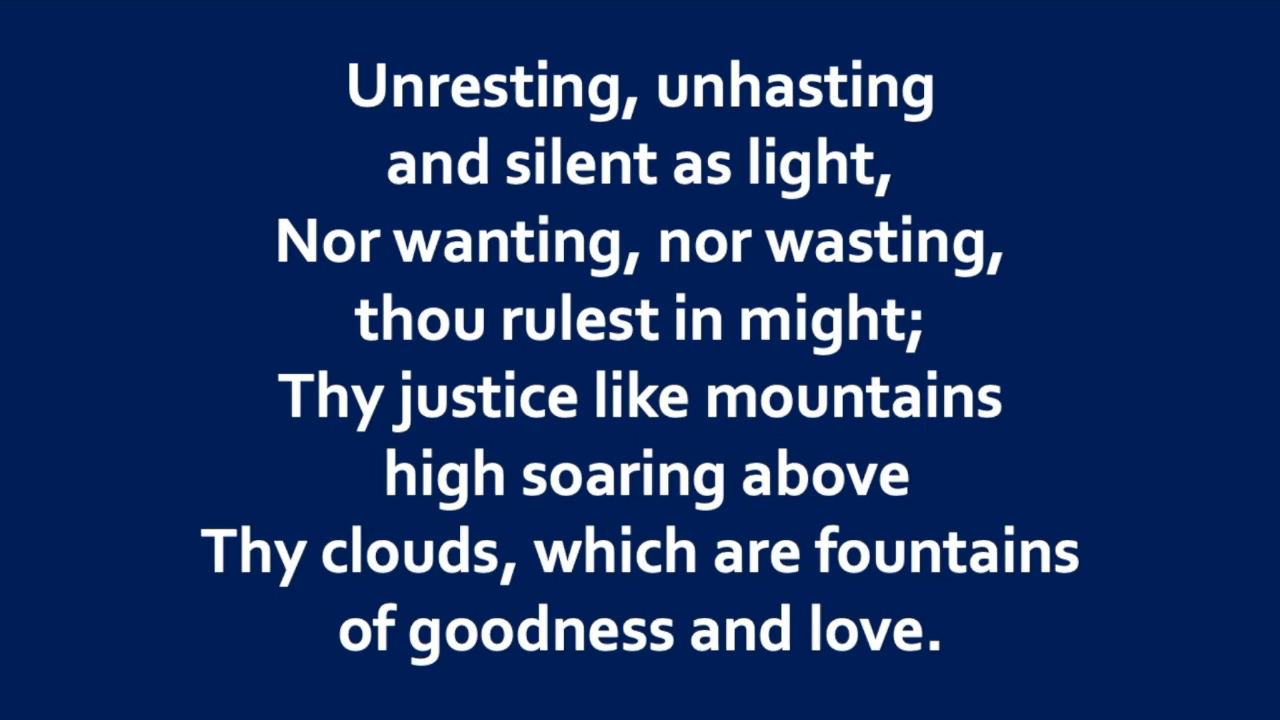 Unresting, unhasting
and silent as light,
Nor wanting, nor wasting,
thou rulest in might;
Thy justice like mountains
high soaring above
Thy clouds, which are fountains
of goodness and love.